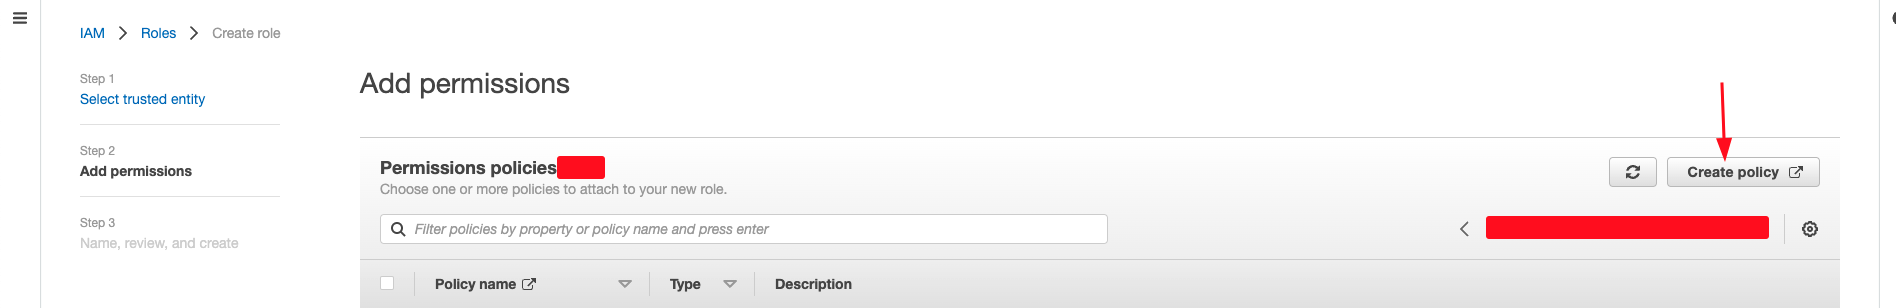 IAM > Roles > Create role
Step 1
Select trusted entity
Step 2
Add permissions
Step 3
Name, review, and create
Add permissions
Permissions policies
Create policy
Choose one or more policies to attach to your new role.
Filter policies by property or policy name and press enter
Policy name Type Description